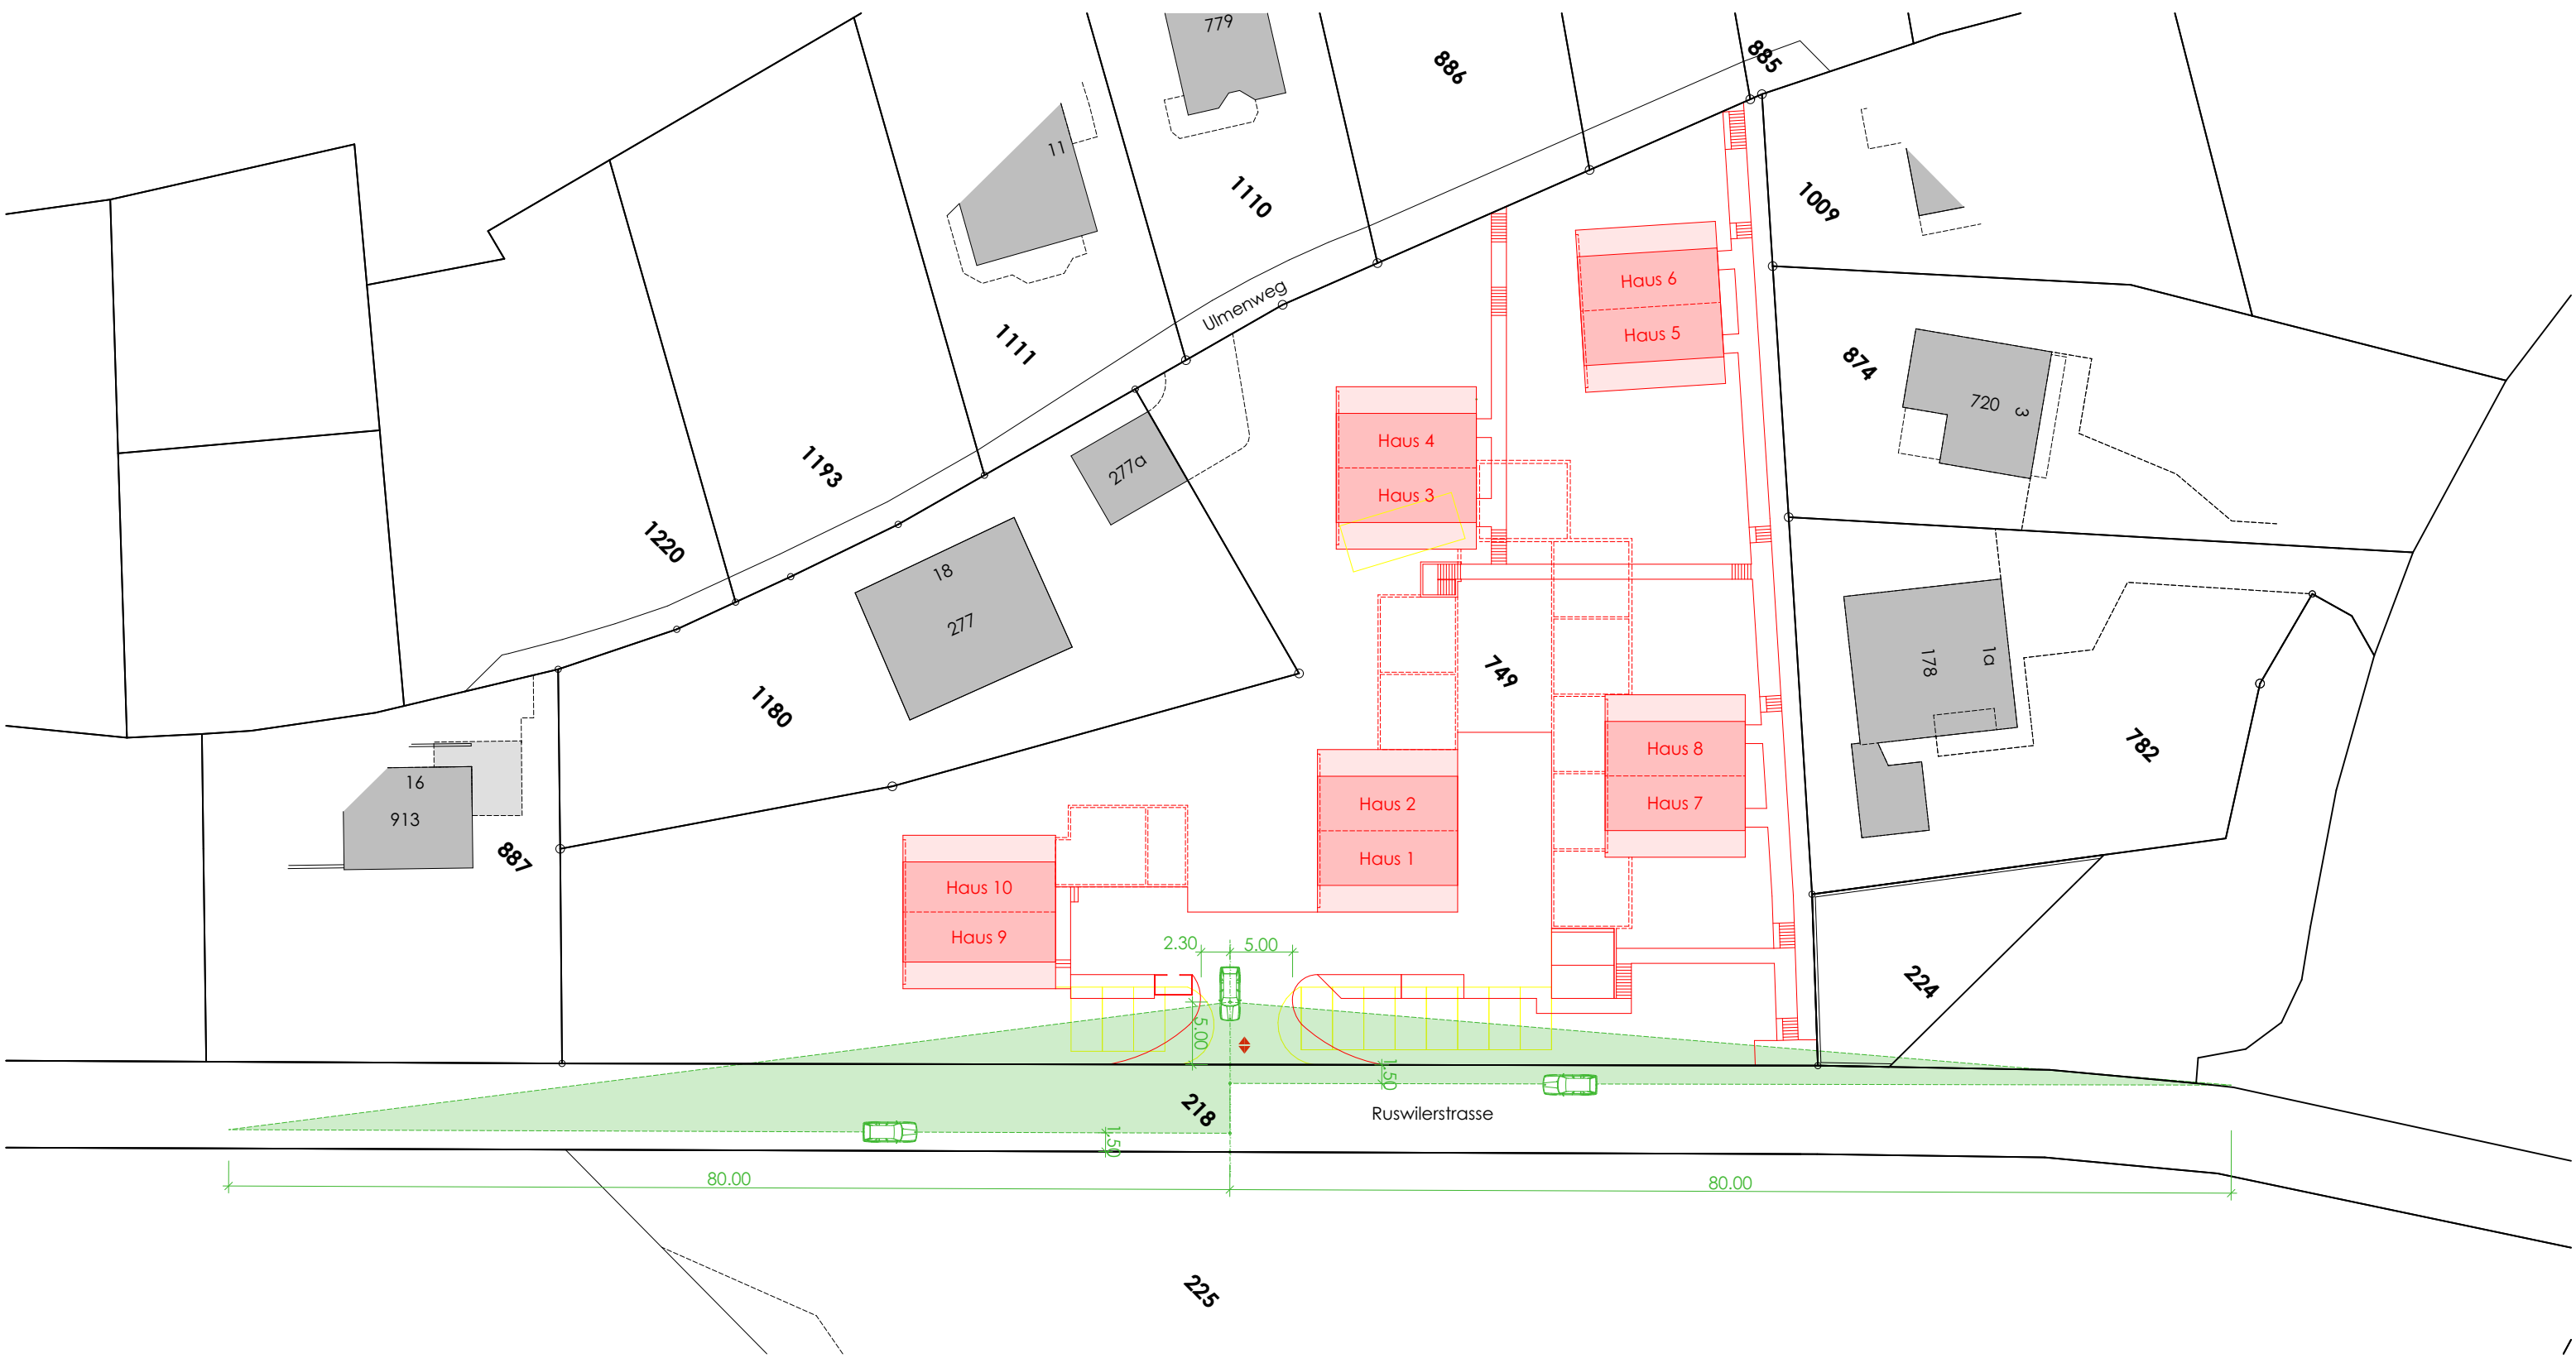 779
885
886
11
1110
1009
Ulmenweg
Haus 6
Haus 5
1111
874
720
3
Haus 4
Haus 3
277a
1193
1220
18
277
749
178
1a
1180
782
Haus 8
Haus 7
16
913
887
Haus 2
Haus 1
Haus 10
Haus 9
2.30
5.00
224
5.00
1.50
218
Ruswilerstrasse
1.50
80.00
80.00
225